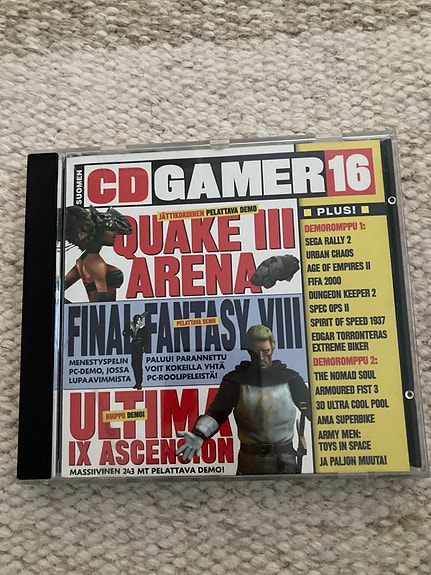 SUOMEN
CD GAMER 16
JÄTTIKOKOINEN PELATTAVA DEMO
QUAKE III
ARENA
PELATTAVA DEMO
FINAL FANTASY VIII
MENESTYSPELIN
PC-DEMO, JOSSA
LUPAAVIMMISTA
PALUU! PARANNETTU
VOIT KOKEILLA YHTÄ
PC-ROOLIPELEISTÄ!
HUIPPU DEMO!
ULTIMA
IX ASCENSION
MASSIIVINEN 243 MT PELATTAVA DEMO!
PLUS!
DEMOROMPPU 1:
SEGA RALLY 2
URBAN CHAOS
AGE OF EMPIRES II
FIFA 2000
DUNGEON KEEPER 2
SPEC OPS II
SPIRIT OF SPEED 1937
EDGAR TORRONTERAS
EXTREME BIKER
DEMOROMPPU 2:
THE NOMAD SOUL
ARMOURED FIST 3
3D ULTRA COOL POOL
AMA SUPERBIKE
ARMY MEN:
TOYS IN SPACE
JA PALJON MUUTA!